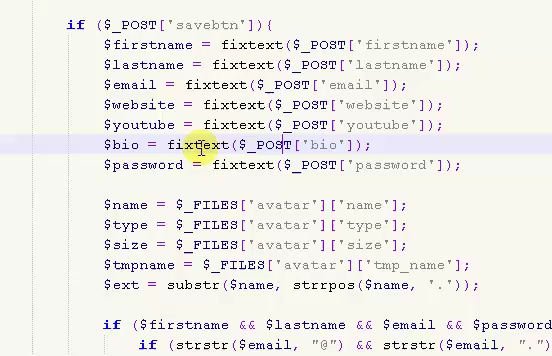 if ($_POST['savebtn']){
$firstname = fixtext($_POST['firstname']);
$lastname = fixtext($_POST['lastname']);
$email = fixtext($_POST['email']);
$website = fixtext($_POST['website']);
$youtube = fixtext($_POST['youtube']);
$bio = fixtext($_POST['bio']);
$password = fixtext($_POST['password']);
$name = $_FILES['avatar']['name'];
$type = $_FILES['avatar']['type'];
$size = $_FILES['avatar']['size'];
$tmpname = $_FILES['avatar']['tmp_name'];
$ext = substr($name, strrpos($name, '.'));
if ($firstname && $lastname && $email && $password
if (strstr($email, "@") && strstr($email, ".")